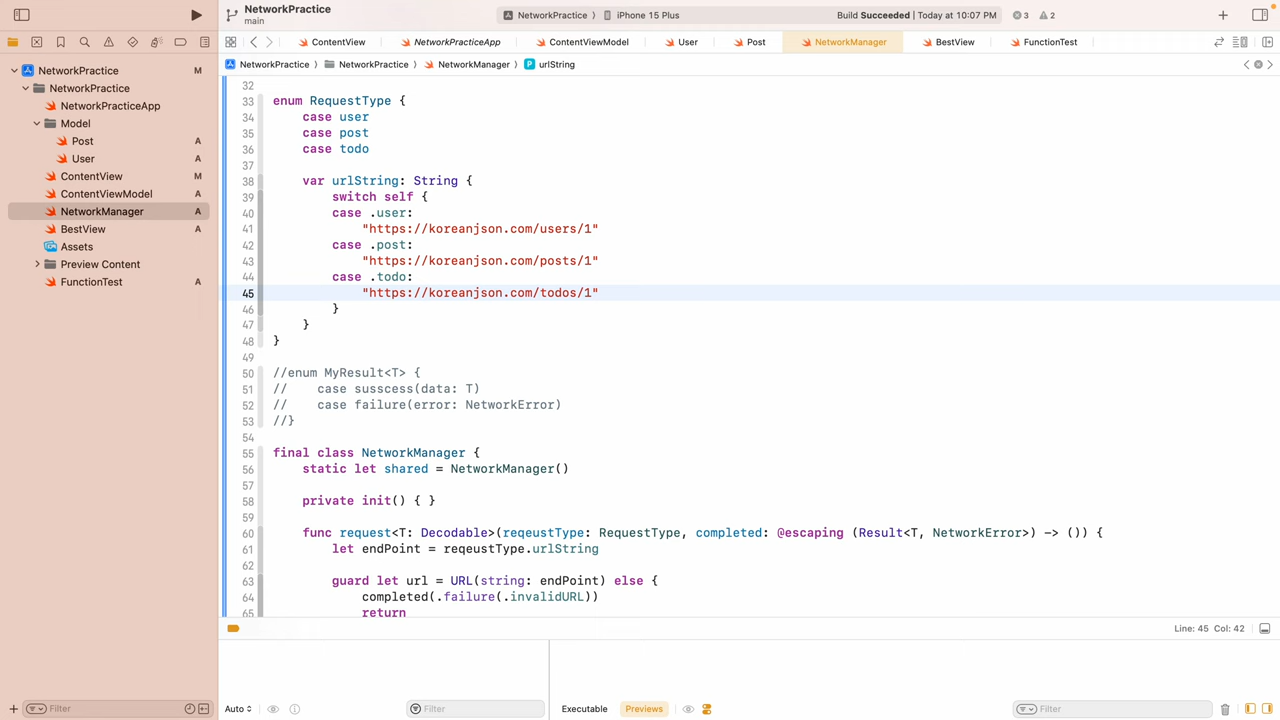 NetworkPractice
main
NetworkPractice 〉 iPhone 15 Plus
Build Succeeded | Today at 10:07 PM
3
2
ContentView
NetworkPracticeApp
ContentViewModel
User
Post
NetworkManager
BestView
FunctionTest
NetworkPractice 〉 NetworkPractice 〉 NetworkManager 〉 P urlString
NetworkPractice M
NetworkPractice
NetworkPracticeApp
Model
Post A
User A
ContentView M
ContentViewModel A
NetworkManager A
BestView A
Assets
Preview Content
FunctionTest A
32
33 enum RequestType {
34     case user
35     case post
36     case todo
37
38     var urlString: String {
39         switch self {
40         case .user:
41             "https://koreanjson.com/users/1"
42         case .post:
43             "https://koreanjson.com/posts/1"
44         case .todo:
45             "https://koreanjson.com/todos/1"
46         }
47     }
48 }
49
50 //enum MyResult<T> {
51 //    case susscess(data: T)
52 //    case failure(error: NetworkError)
53 //}
54
55 final class NetworkManager {
56     static let shared = NetworkManager()
57
58     private init() { }
59
60     func request<T: Decodable>(reqeustType: RequestType, completed: @escaping (Result<T, NetworkError>) -> ()) {
61         let endPoint = reqeustType.urlString
62
63         guard let url = URL(string: endPoint) else {
64             completed(.failure(.invalidURL))
65             return
Line: 45 Col: 42
Filter
Auto
Filter
Executable
Previews
Filter